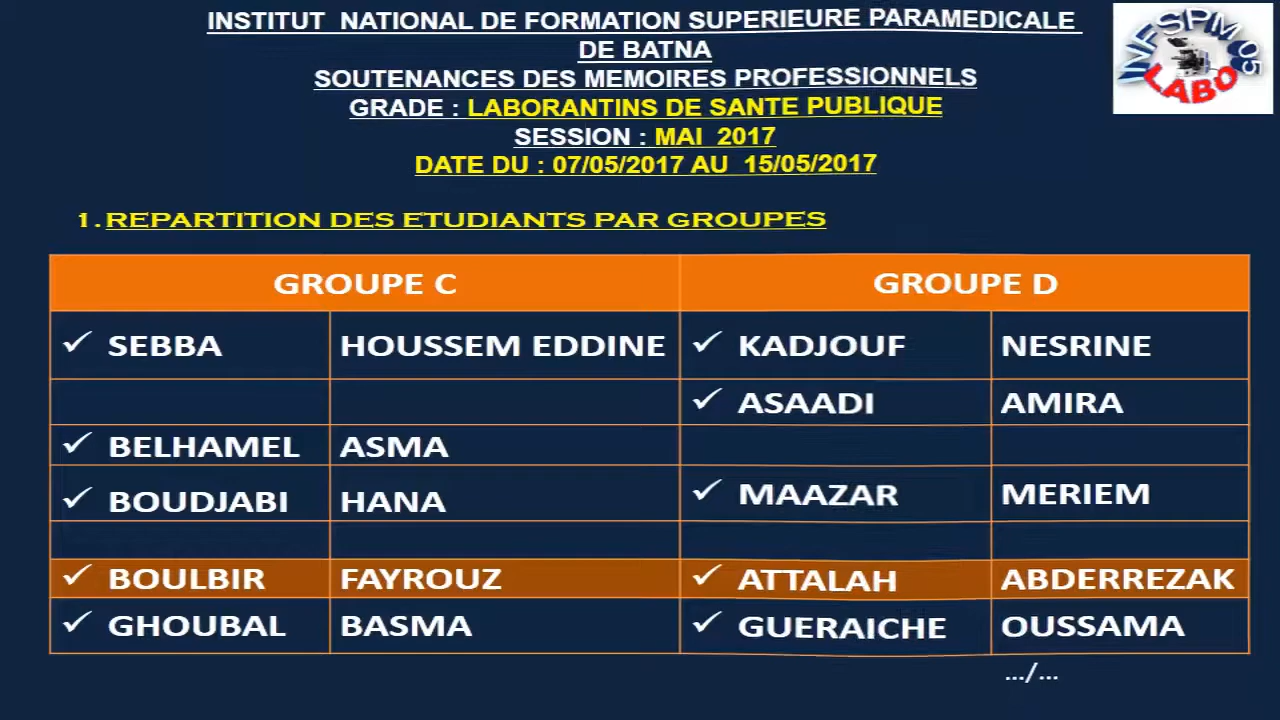 INSTITUT NATIONAL DE FORMATION SUPERIEURE PARAMEDICALE
DE BATNA
SOUTENANCES DES MEMOIRES PROFESSIONNELS
GRADE : LABORANTINS DE SANTE PUBLIQUE
SESSION : MAI 2017
DATE DU : 07/05/2017 AU 15/05/2017
INFSPM 05
LABO
1. REPARTITION DES ETUDIANTS PAR GROUPES
GROUPE C GROUPE D
✓ SEBBA HOUSSEM EDDINE ✓ KADJOUF NESRINE
✓ ASAADI AMIRA
✓ BELHAMEL ASMA
✓ BOUDJABI HANA ✓ MAAZAR MERIEM
✓ BOULBIR FAYROUZ ✓ ATTALAH ABDERREZAK
✓ GHOUBAL BASMA ✓ GUERAICHE OUSSAMA
.../...